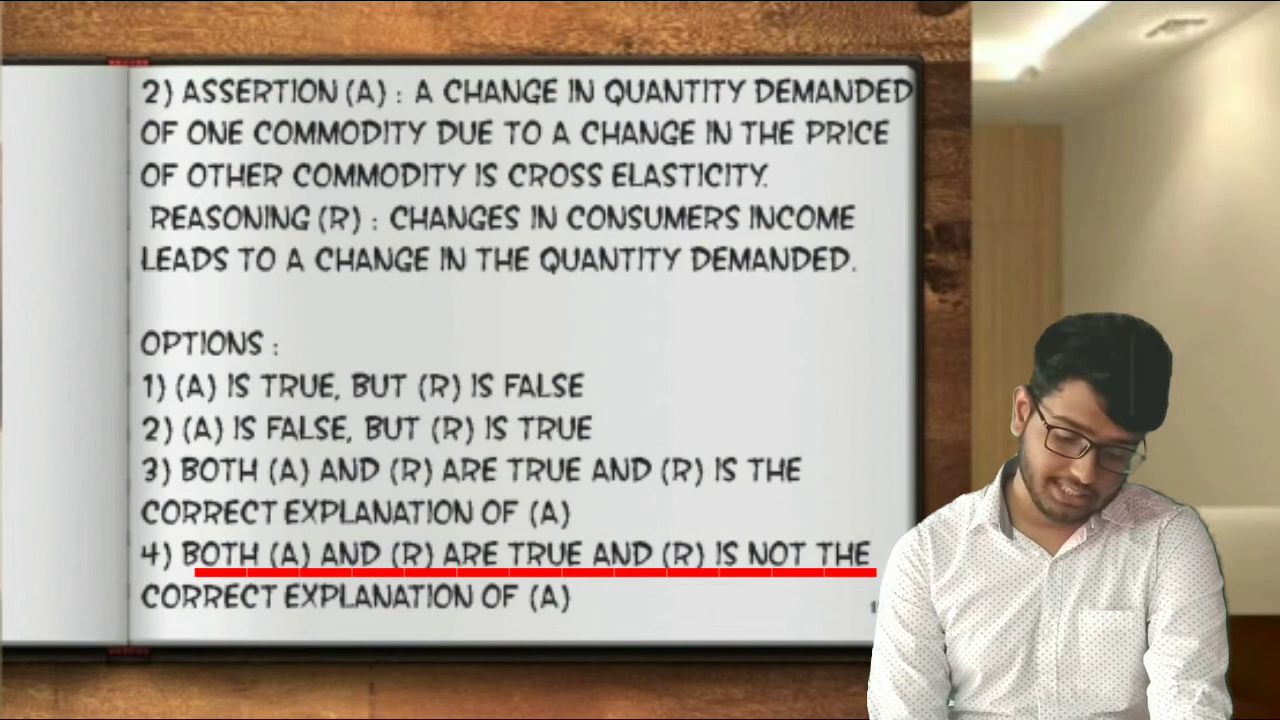 2) ASSERTION (A) : A CHANGE IN QUANTITY DEMANDED
OF ONE COMMODITY DUE TO A CHANGE IN THE PRICE
OF OTHER COMMODITY IS CROSS ELASTICITY.
REASONING (R) : CHANGES IN CONSUMERS INCOME
LEADS TO A CHANGE IN THE QUANTITY DEMANDED.
OPTIONS :
1) (A) IS TRUE, BUT (R) IS FALSE
2) (A) IS FALSE, BUT (R) IS TRUE
3) BOTH (A) AND (R) ARE TRUE AND (R) IS THE
CORRECT EXPLANATION OF (A)
4) BOTH (A) AND (R) ARE TRUE AND (R) IS NOT THE
CORRECT EXPLANATION OF (A)